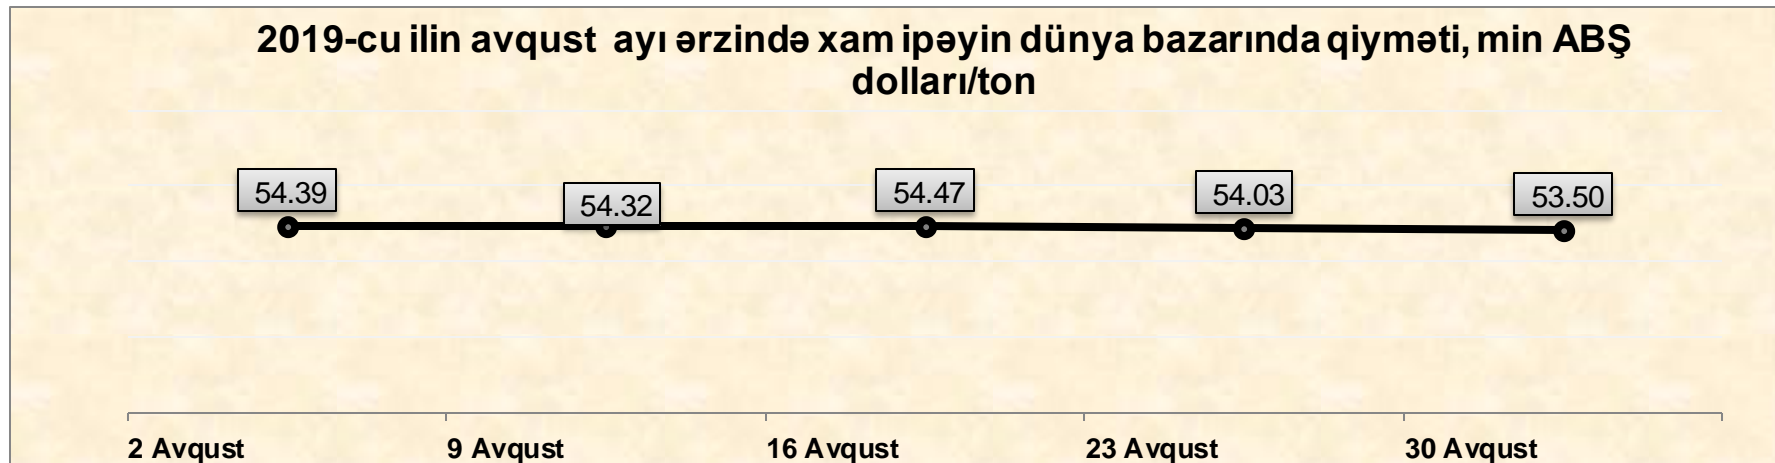 2019-cu ilin avqust ayı ərzində xam ipəyin dünya bazarında qiyməti, min ABŞ
dolları/ton
54.39
54.32
54.47
54.03
53.50
2 Avqust
9 Avqust
16 Avqust
23 Avqust
30 Avqust